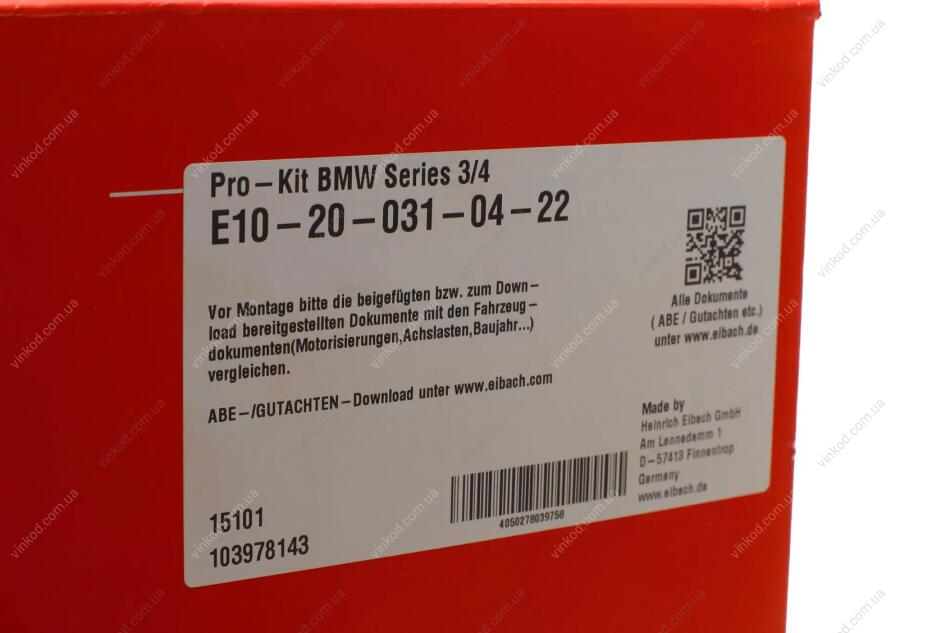 Pro-Kit BMW Series 3/4
E10-20-031-04-22
Vor Montage bitte die beigefügten bzw. zum Down-
load bereitgestellten Dokumente mit den Fahrzeug-
dokumenten(Motorisierungen,Achslasten,Baujahr...)
vergleichen.
ABE-/GUTACHTEN-Download unter www.eibach.com
Alle Dokumente
( ABE / Gutachten etc.)
unter www.eibach.de
Made by
Heinrich Eibach GmbH
Am Lennedamm 1
D-57413 Finnentrop
Germany
www.eibach.de
4050278039758
15101
103978143
vinkod.com.ua